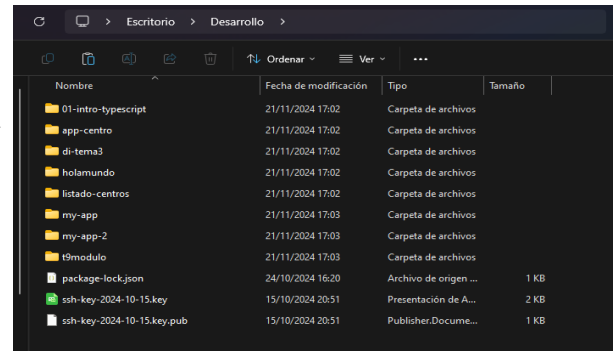 Escritorio > Desarrollo >
Ordenar Ver ...
Nombre Fecha de modificación Tipo Tamaño
01-intro-typescript 21/11/2024 17:02 Carpeta de archivos
app-centro 21/11/2024 17:02 Carpeta de archivos
di-tema3 21/11/2024 17:02 Carpeta de archivos
holamundo 21/11/2024 17:02 Carpeta de archivos
listado-centros 21/11/2024 17:02 Carpeta de archivos
my-app 21/11/2024 17:03 Carpeta de archivos
my-app-2 21/11/2024 17:03 Carpeta de archivos
t9modulo 21/11/2024 17:03 Carpeta de archivos
package-lock.json 24/10/2024 16:20 Archivo de origen ... 1 KB
ssh-key-2024-10-15.key 15/10/2024 20:51 Presentación de A... 2 KB
ssh-key-2024-10-15.key.pub 15/10/2024 20:51 Publisher.Docume... 1 KB